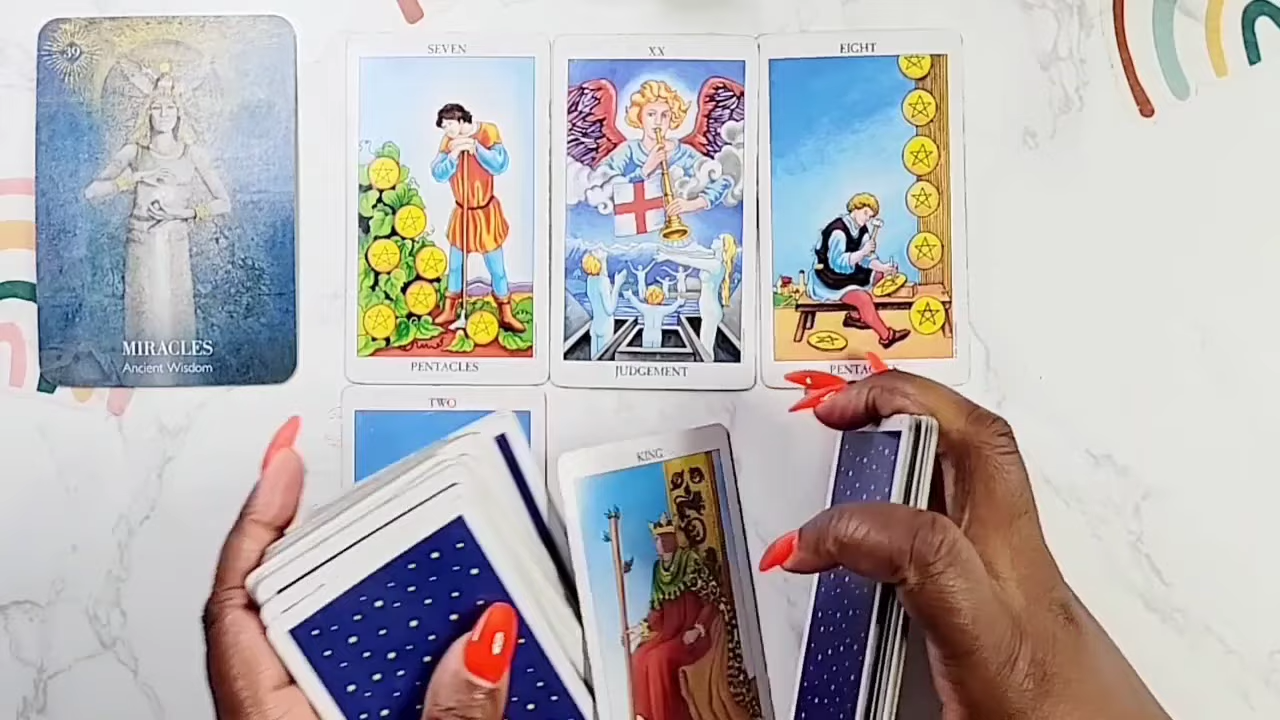 39
MIRACLES
Ancient Wisdom
SEVEN
PENTACLES
XX
JUDGEMENT
EIGHT
TWO
KING